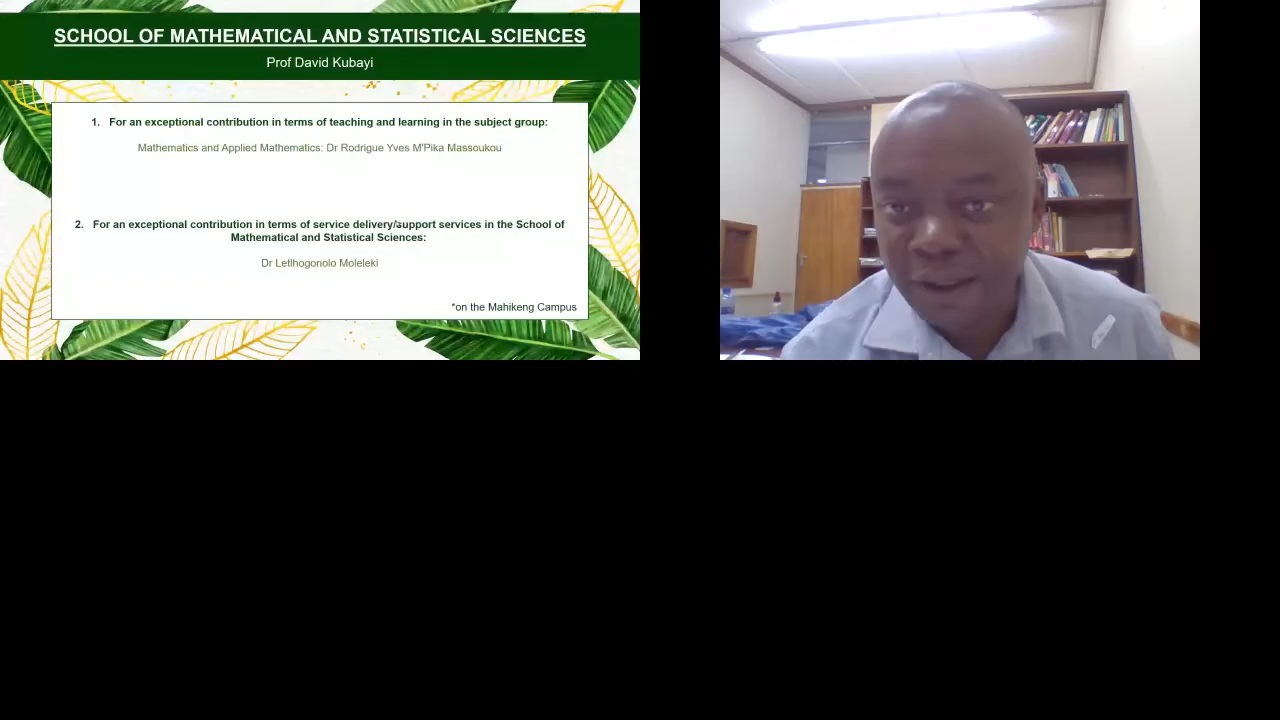 SCHOOL OF MATHEMATICAL AND STATISTICAL SCIENCES
Prof David Kubayi
1. For an exceptional contribution in terms of teaching and learning in the subject group:
Mathematics and Applied Mathematics: Dr Rodrigue Yves M'Pika Massoukou
2. For an exceptional contribution in terms of service delivery/support services in the School of
Mathematical and Statistical Sciences:
Dr Letlhogonolo Moleleki
*on the Mahikeng Campus